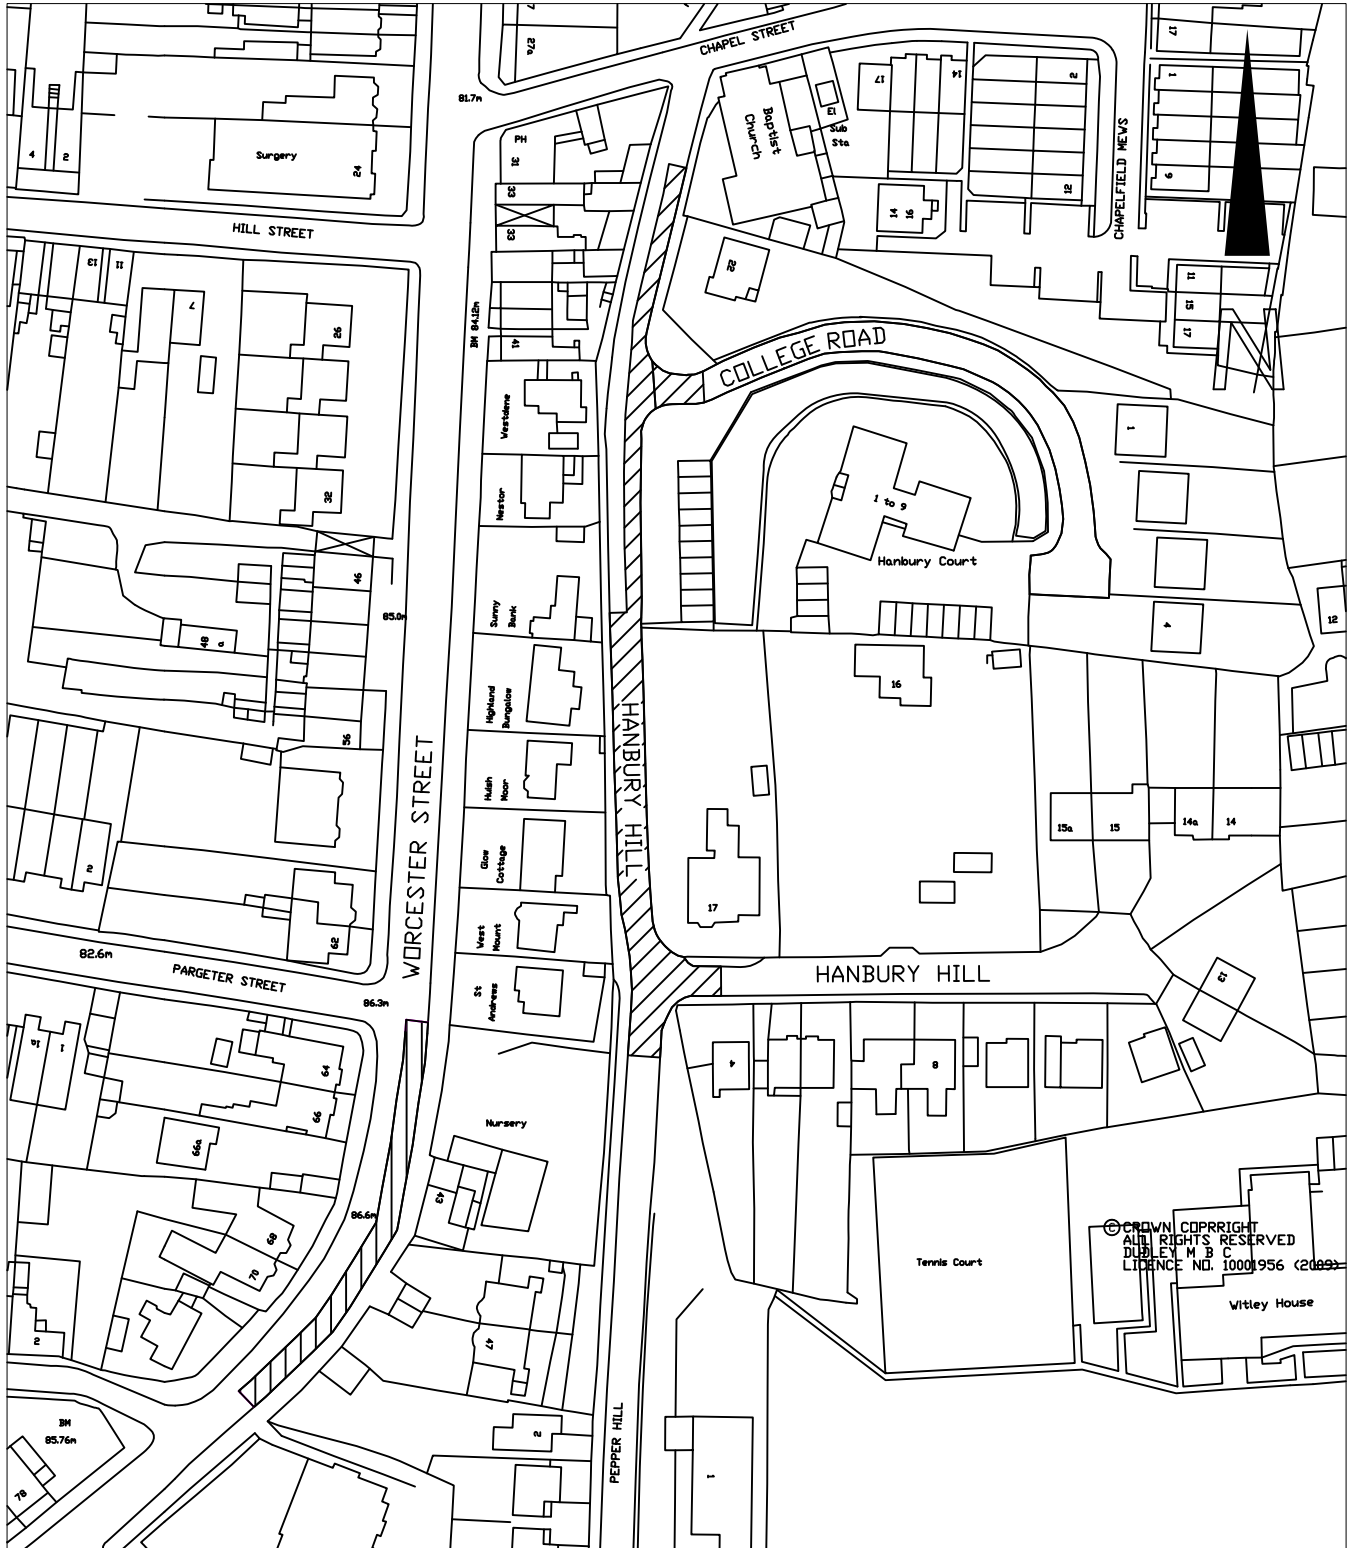 17
27a
CHAPEL STREET
17
14
2
1
81.7m
El
Sub
Sta
Baptist
Church
PH
31
4
2
Surgery
24
33
12
9
CHAPELFIELD MEWS
14
16
HILL STREET
33
13
11
22
11
7
15
26
BM 84.12m
41
17
N
COLLEGE ROAD
Westdene
1
32
Nestor
1 to 9
Hanbury Court
46
Sunny
Bank
85.0m
48
a
4
12
16
Highland
Bungalow
56
HANBURY HILL
Huish
Moor
WORCESTER STREET
15a
15
14a
14
Glow
Cottage
2
17
62
West
Mount
82.6m
PARGETER STREET
HANBURY HILL
13
86.3m
St
Andrews
1a
1
64
4
8
66
Nursery
66a
43
86.6m
68
70
Tennis Court
© CROWN COPRRIGHT
ALL RIGHTS RESERVED
DUDLEY M B C
LICENCE NO. 10001956 (2009)
Witley House
2
47
BM
85.76m
2
PEPPER HILL
1
78